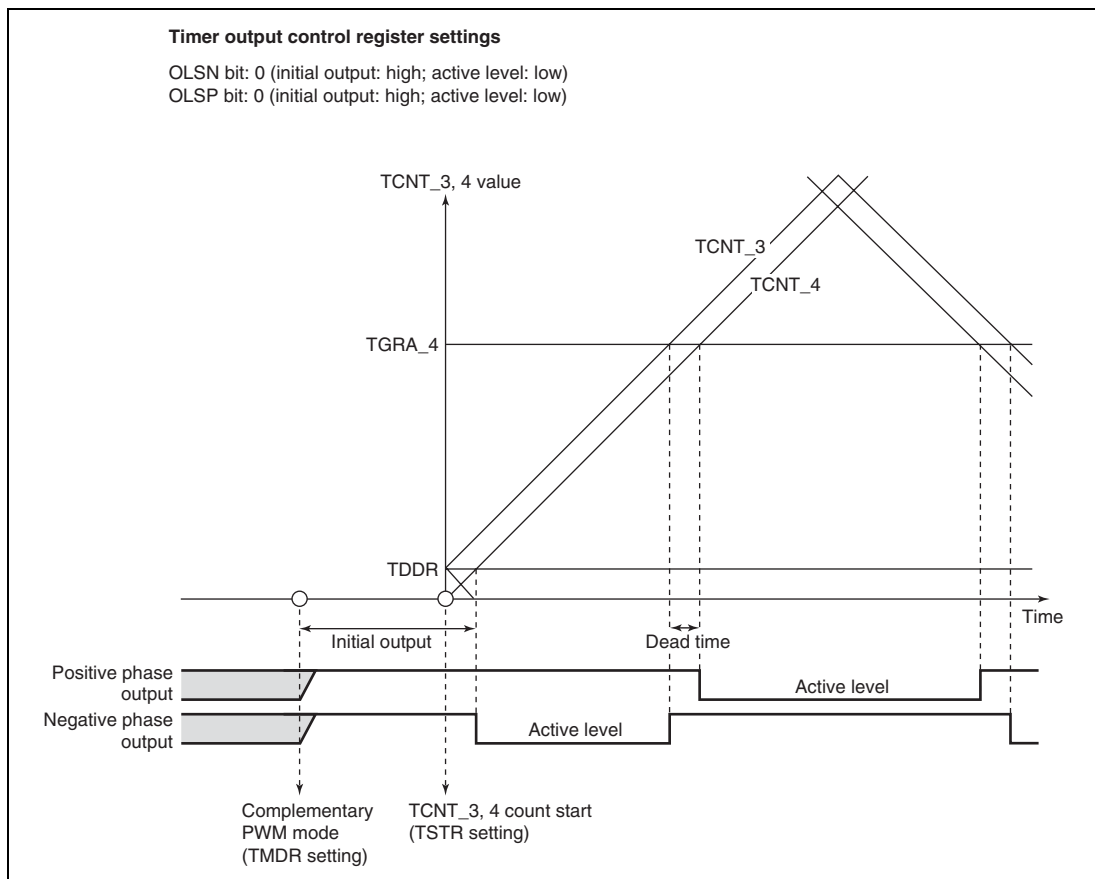 Timer output control register settings
OLSN bit: 0 (initial output: high; active level: low)
OLSP bit: 0 (initial output: high; active level: low)
TCNT_3, 4 value
TCNT_3
TCNT_4
TGRA_4
TDDR
Time
Initial output
Dead time
Positive phase
output
Active level
Negative phase
output
Active level
Complementary
PWM mode
(TMDR setting)
TCNT_3, 4 count start
(TSTR setting)